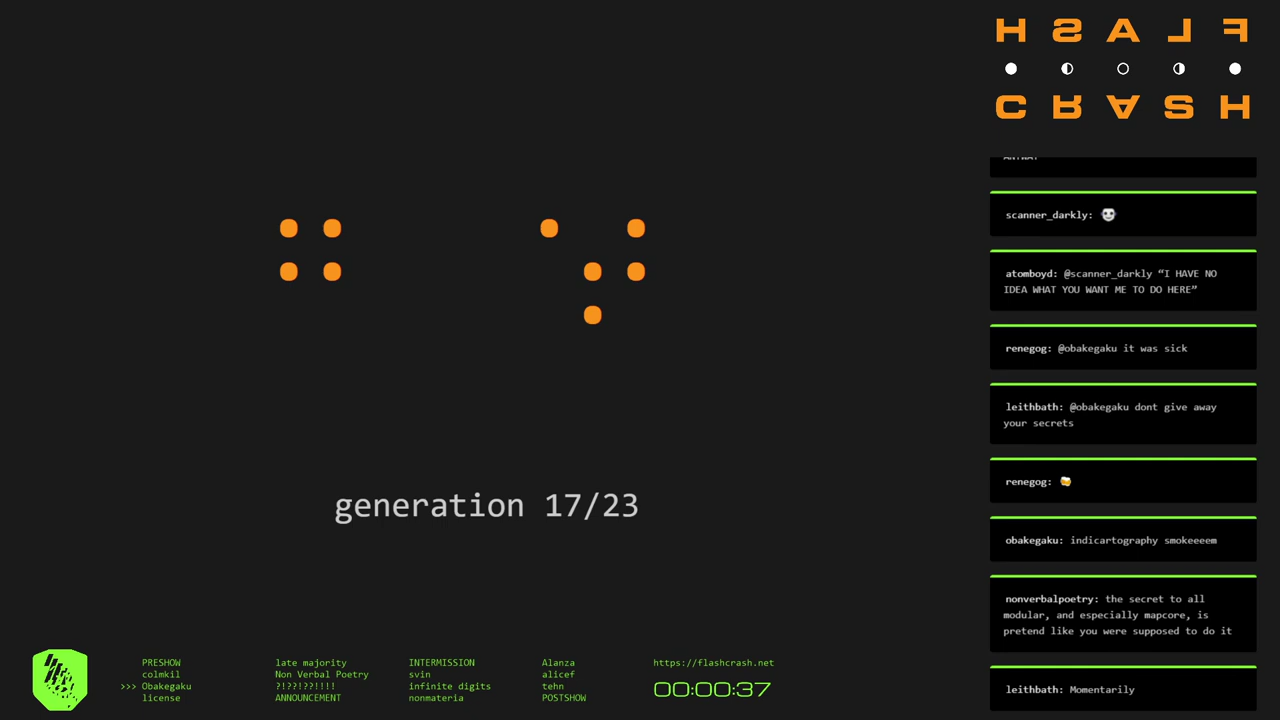 FLASH
CRASH
scanner_darkly:
atomboyd: @scanner_darkly “I HAVE NO
IDEA WHAT YOU WANT ME TO DO HERE”
renegog: @obakegaku it was sick
leithbath: @obakegaku dont give away
your secrets
renegog: 🍻
obakegaku: indicartography smokeeeem
nonverbalpoetry: the secret to all
modular, and especially mapcore, is
pretend like you were supposed to do it
leithbath: Momentarily
generation 17/23
PRESHOW
colmkil
>>> Obakegaku
license
late majority
Non Verbal Poetry
?!??!??!!!!
ANNOUNCEMENT
INTERMISSION
svin
infinite digits
nonmateria
Alanza
alicef
tehn
POSTSHOW
https://flashcrash.net
00:00:37